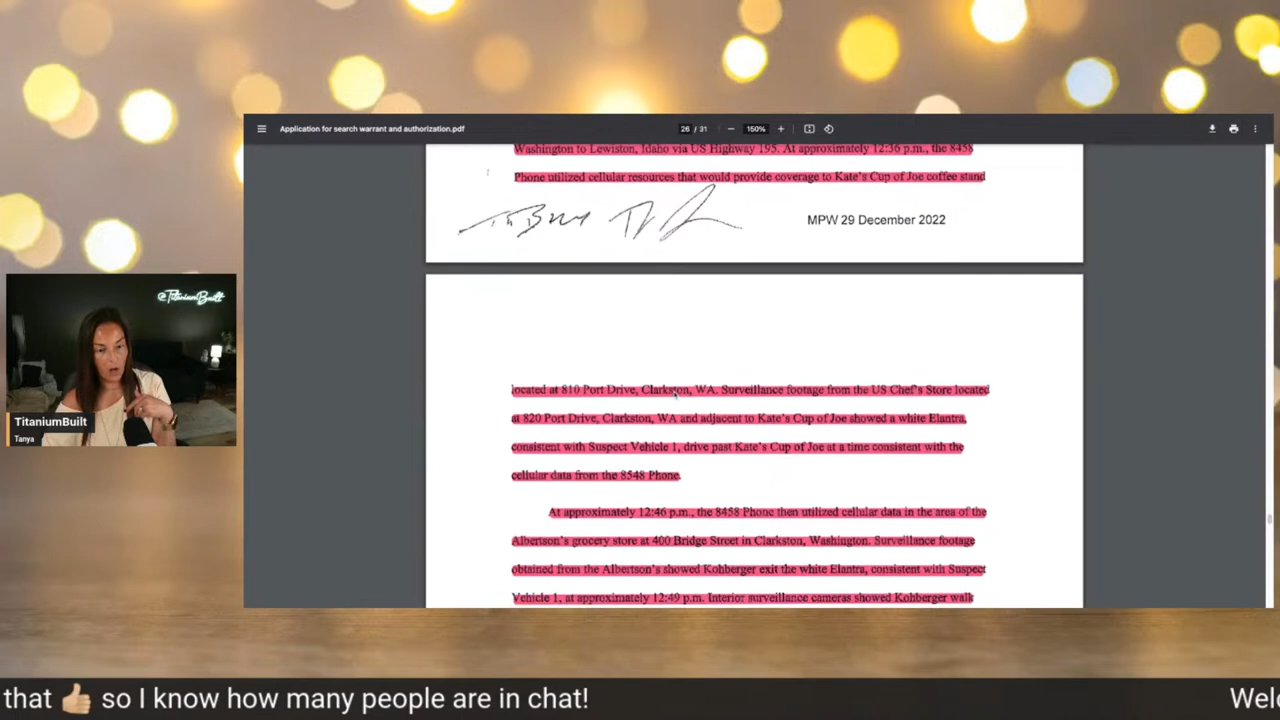 Application for search warrant and authorization.pdf
26 / 31
150%
Washington to Lewiston, Idaho via US Highway 195. At approximately 12:36 p.m., the 8458
Phone utilized cellular resources that would provide coverage to Kate's Cup of Joe coffee stand
MPW 29 December 2022
@TitaniumBuilt
located at 810 Port Drive, Clarkston, WA. Surveillance footage from the US Chef's Store located
at 820 Port Drive, Clarkston, WA and adjacent to Kate's Cup of Joe showed a white Elantra,
consistent with Suspect Vehicle 1, drive past Kate's Cup of Joe at a time consistent with the
TitaniumBuilt
Tanya
cellular data from the 8548 Phone.
At approximately 12:46 p.m., the 8458 Phone then utilized cellular data in the area of the
Albertson's grocery store at 400 Bridge Street in Clarkston, Washington. Surveillance footage
obtained from the Albertson's showed Kohberger exit the white Elantra, consistent with Suspect
Vehicle 1, at approximately 12:49 p.m. Interior surveillance cameras showed Kohberger walk
that 👍🏼 so I know how many people are in chat!
Welc